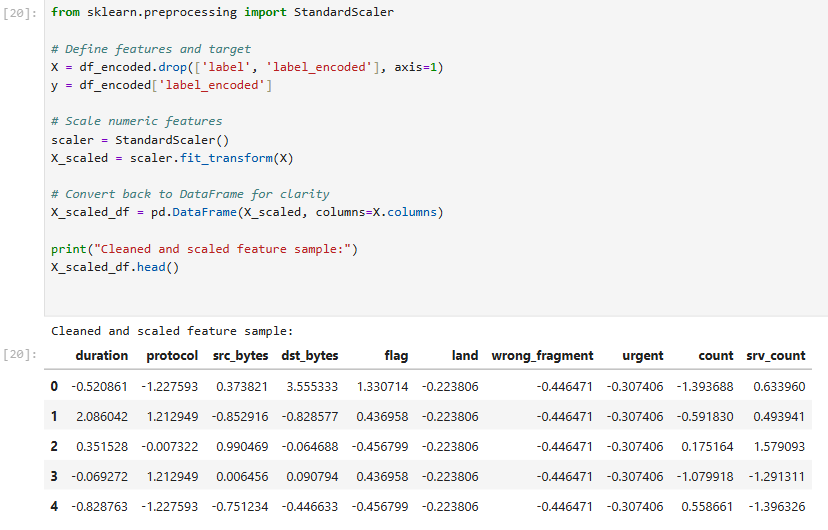 [20]: from sklearn.preprocessing import StandardScaler
# Define features and target
X = df_encoded.drop(['label', 'label_encoded'], axis=1)
y = df_encoded['label_encoded']
# Scale numeric features
scaler = StandardScaler()
X_scaled = scaler.fit_transform(X)
# Convert back to DataFrame for clarity
X_scaled_df = pd.DataFrame(X_scaled, columns=X.columns)
print("Cleaned and scaled feature sample:")
X_scaled_df.head()
Cleaned and scaled feature sample:
[20]: duration protocol src_bytes dst_bytes flag land wrong_fragment urgent count srv_count
0 -0.520861 -1.227593 0.373821 3.555333 1.330714 -0.223806 -0.446471 -0.307406 -1.393688 0.633960
1 2.086042 1.212949 -0.852916 -0.828577 0.436958 -0.223806 -0.446471 -0.307406 -0.591830 0.493941
2 0.351528 -0.007322 0.990469 -0.064688 -0.456799 -0.223806 -0.446471 -0.307406 0.175164 1.579093
3 -0.069272 1.212949 0.006456 0.090794 0.436958 -0.223806 -0.446471 -0.307406 -1.079918 -1.291311
4 -0.828763 -1.227593 -0.751234 -0.446633 -0.456799 -0.223806 -0.446471 -0.307406 0.558661 -1.396326